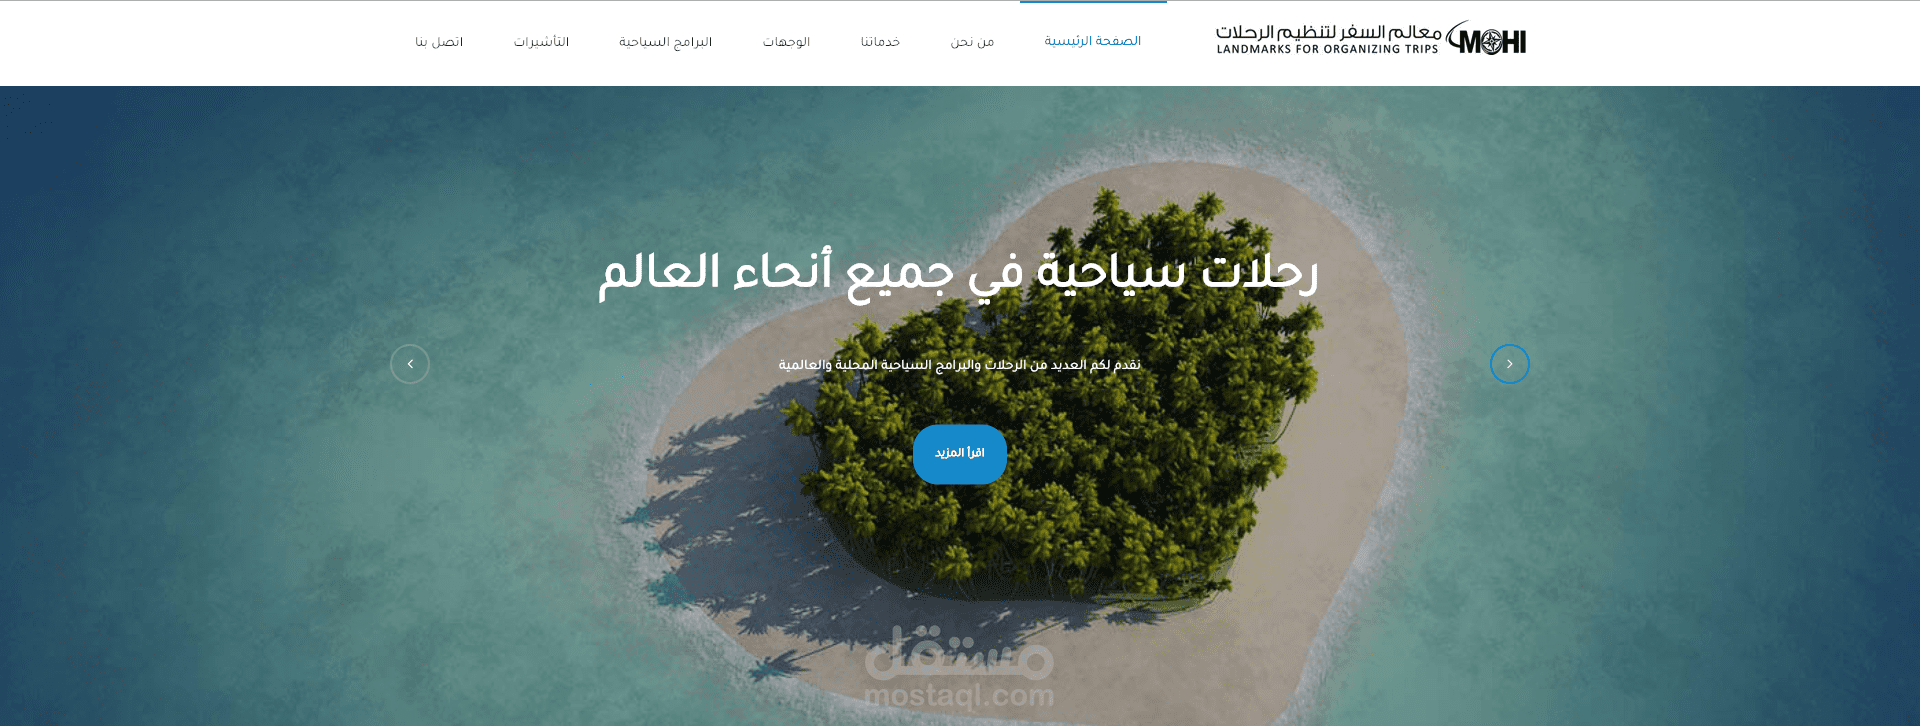 معالم السفر لتنظيم الرحلات
LANDMARKS FOR ORGANIZING TRIPS
MOHI
الصفحة الرئيسية
من نحن
خدماتنا
الوجهات
البرامج السياحية
التأشيرات
اتصل بنا
رحلات سياحية في جميع أنحاء العالم
نقدم لكم العديد من الرحلات والبرامج السياحية المحلية والعالمية
اقرأ المزيد
مستقل
mostaql.com